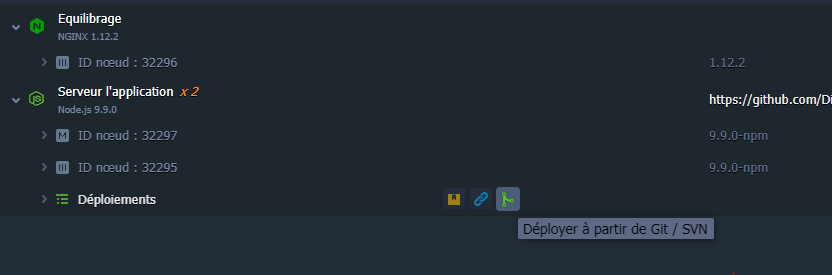 Equilibrage
NGINX 1.12.2
ID nœud : 32296 1.12.2
Serveur l'application x 2
Node.js 9.9.0
https://github.com/Di
ID nœud : 32297 9.9.0-npm
ID nœud : 32295 9.9.0-npm
Déploiements
Déployer à partir de Git / SVN